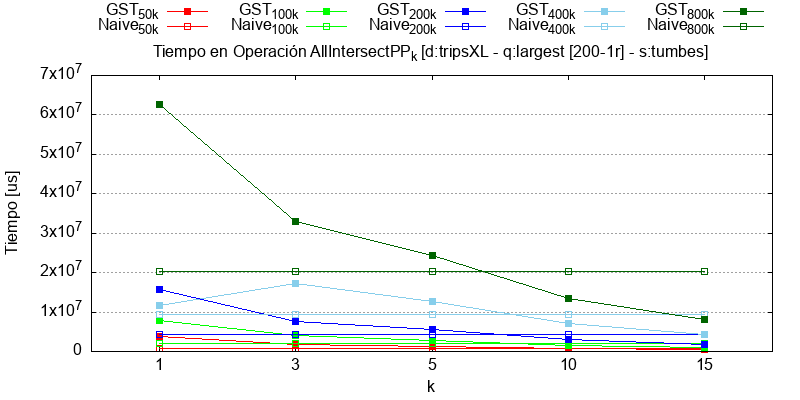 GST50k GST100k GST200k GST400k GST800k
Naive50k Naive100k Naive200k Naive400k Naive800k
Tiempo en Operación AllIntersectPPk [d:tripsXL - q:largest [200-1r] - s:tumbes]
7x10^7
6x10^7
5x10^7
4x10^7
3x10^7
2x10^7
1x10^7
0
Tiempo [us]
1 3 5 10 15
k